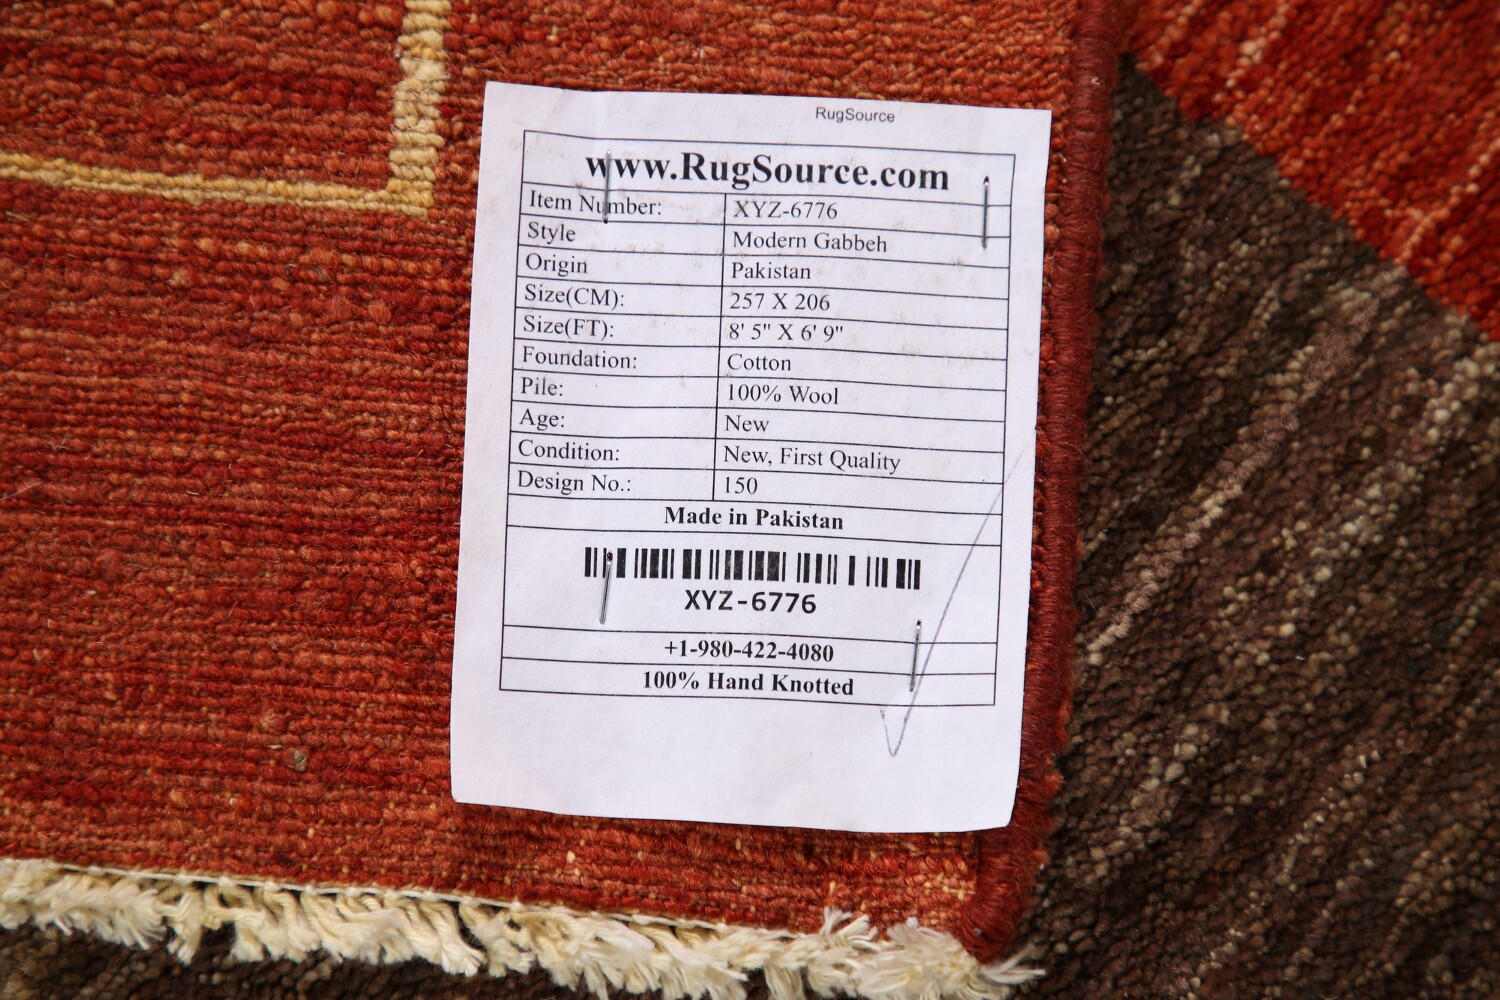 RugSource
www.RugSource.com
Item Number: XYZ-6776
Style Modern Gabbeh
Origin Pakistan
Size(CM): 257 X 206
Size(FT): 8' 5" X 6' 9"
Foundation: Cotton
Pile: 100% Wool
Age: New
Condition: New, First Quality
Design No.: 150
Made in Pakistan
XYZ-6776
+1-980-422-4080
100% Hand Knotted